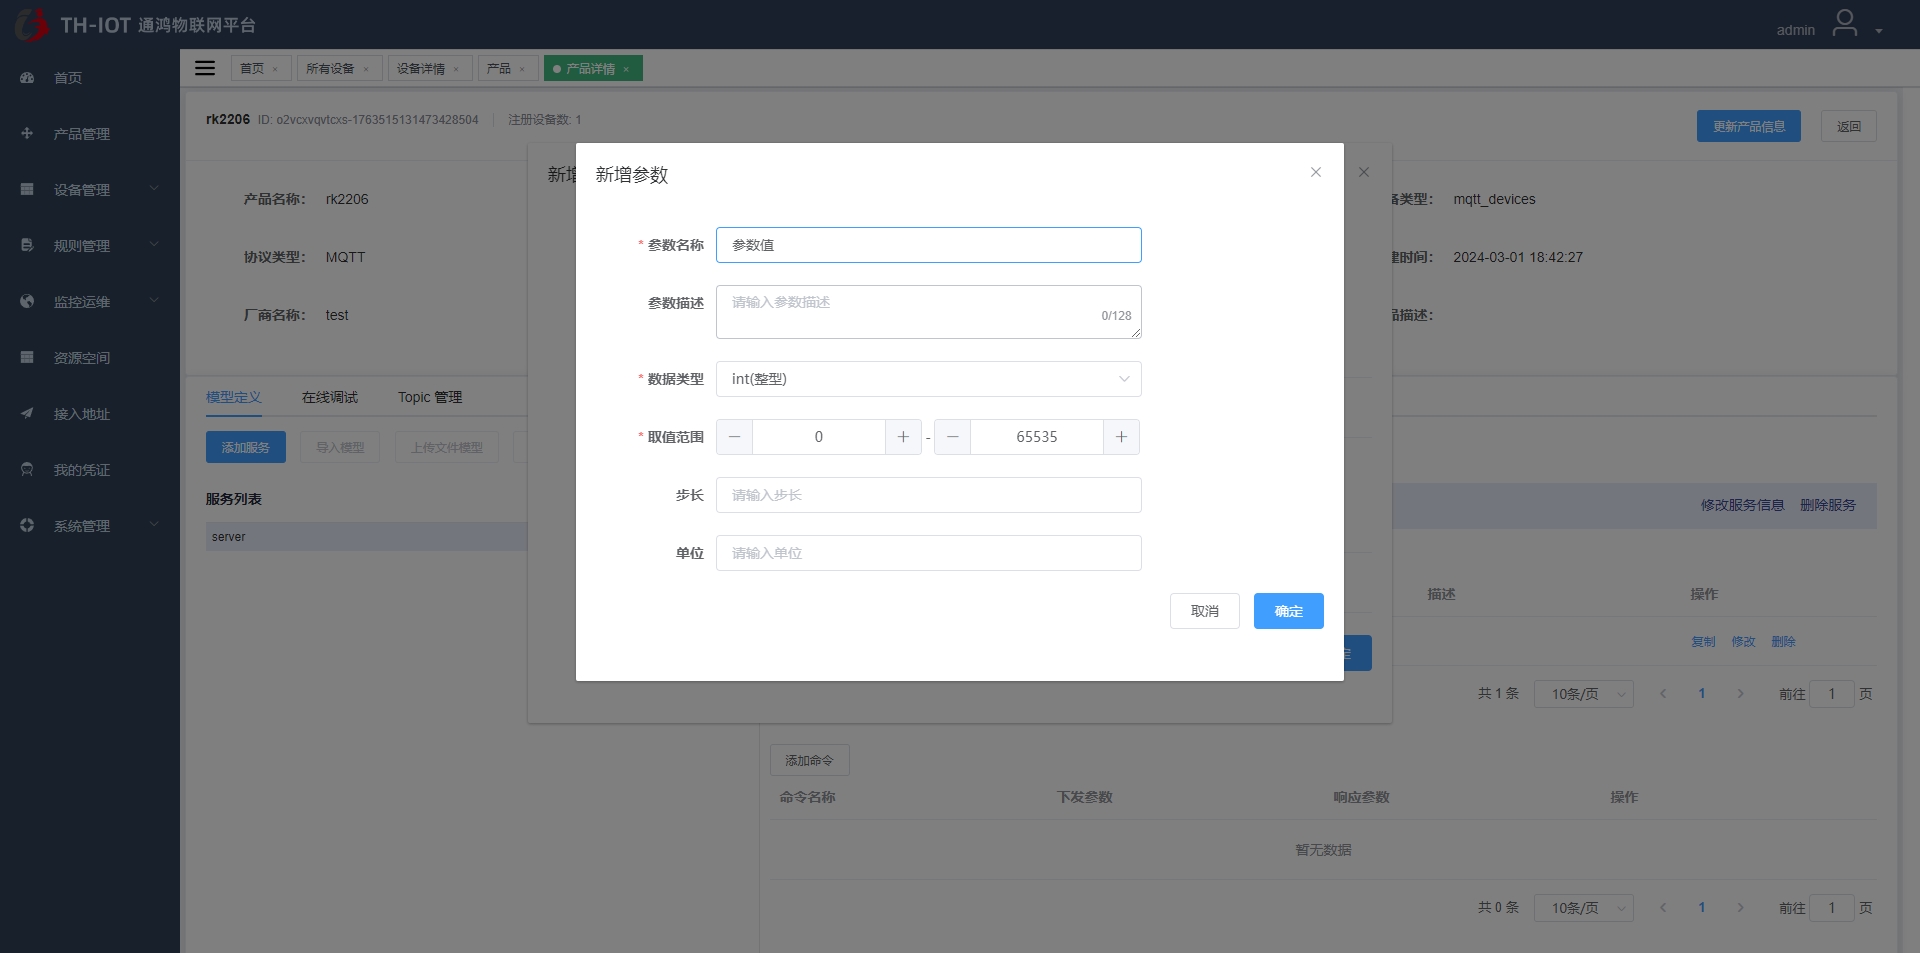 TH-IOT 通鸿物联网平台
admin
首页
产品管理
设备管理
规则管理
监控运维
资源空间
接入地址
我的凭证
系统管理
首页 ×
所有设备 ×
设备详情 ×
产品 ×
产品详情 ×
rk2206 ID: o2vcxvqvtcxs-1763515131473428504 注册设备数: 1
更新产品信息
返回
产品名称: rk2206
协议类型: MQTT
厂商名称: test
类型: mqtt_devices
时间: 2024-03-01 18:42:27
描述:
模型定义
在线调试
Topic 管理
添加服务
导入模型
上传文件模型
服务列表
server
新增
新增参数
* 参数名称 参数值
参数描述 请输入参数描述
0/128
* 数据类型 int(整型)
* 取值范围 0 - 65535
步长 请输入步长
单位 请输入单位
取消
确定
修改服务信息 删除服务
描述
操作
复制 修改 删除
共 1 条 10条/页 1 前往 1 页
添加命令
命令名称
下发参数
响应参数
操作
暂无数据
共 0 条 10条/页 1 前往 1 页